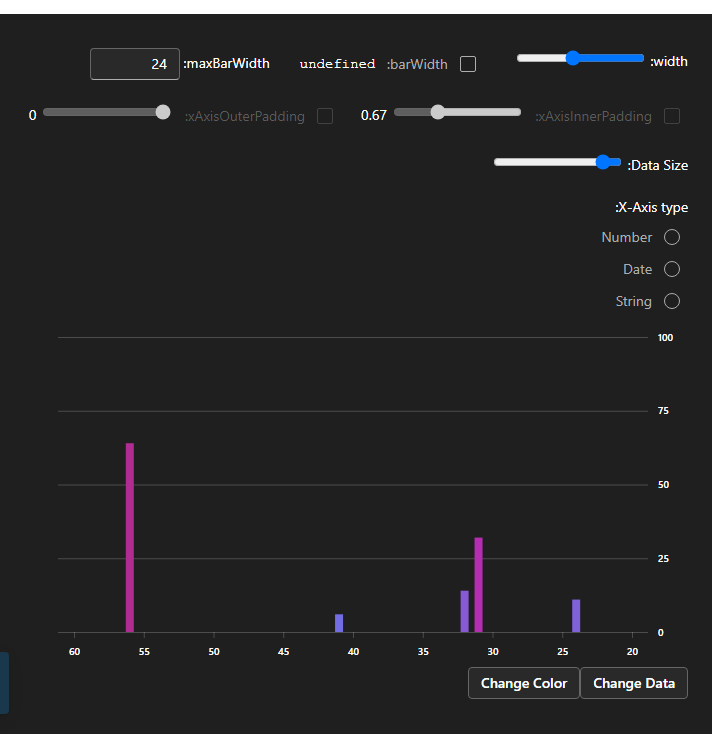 width:
barWidth: undefined
maxBarWidth: 24
xAxisInnerPadding: 0.67
xAxisOuterPadding: 0
Data Size:
X-Axis type:
Number
Date
String
100
75
50
25
0
60 55 50 45 40 35 30 25 20
Change Color Change Data